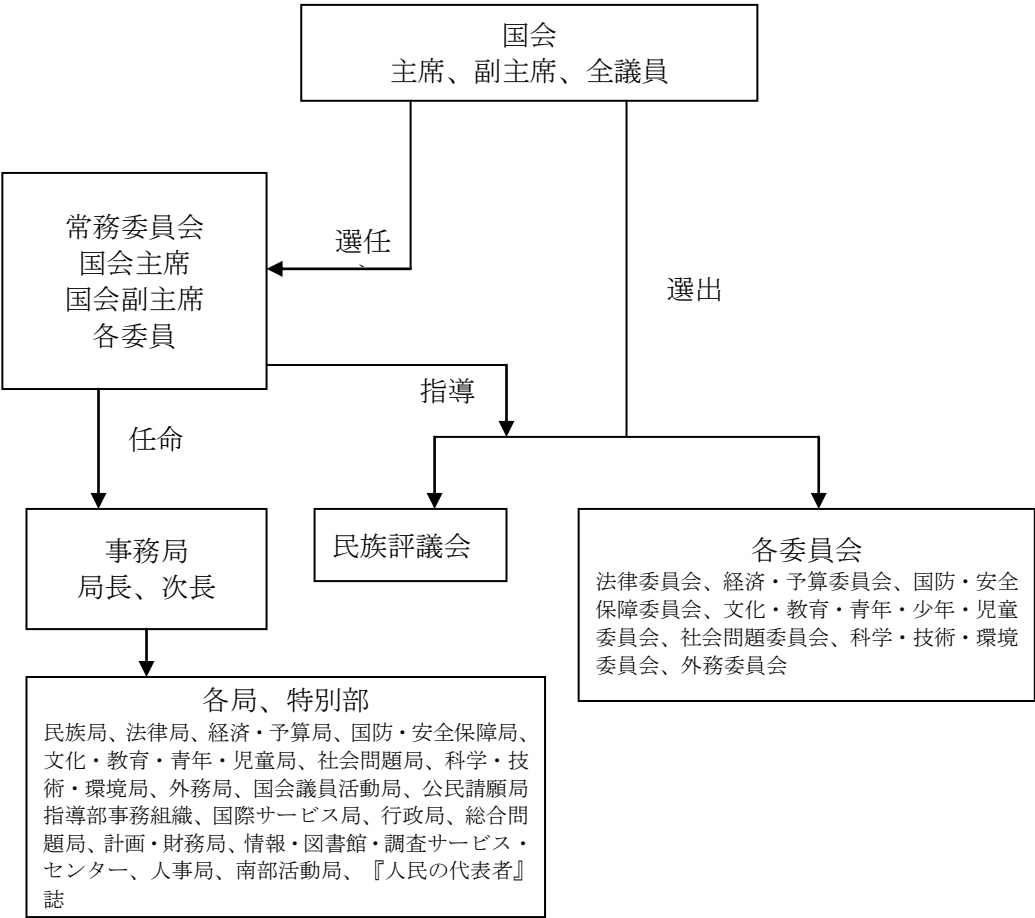 国会
主席、副主席、全議員
常務委員会
国会主席
国会副主席
各委員
選任
選出
指導
任命
事務局
局長、次長
民族評議会
各委員会
法律委員会、経済・予算委員会、国防・安全
保障委員会、文化・教育・青年・少年・児童
委員会、社会問題委員会、科学・技術・環境
委員会、外務委員会
各局、特別部
民族局、法律局、経済・予算局、国防・安全保障局、
文化・教育・青年・児童局、社会問題局、科学・技
術・環境局、外務局、国会議員活動局、公民請願局
指導部事務組織、国際サービス局、行政局、総合問
題局、計画・財務局、情報・図書館・調査サービス・
センター、人事局、南部活動局、『人民の代表者』
誌